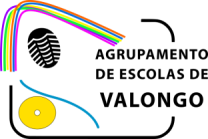 AGRUPAMENTO
DE ESCOLAS DE
VALONGO